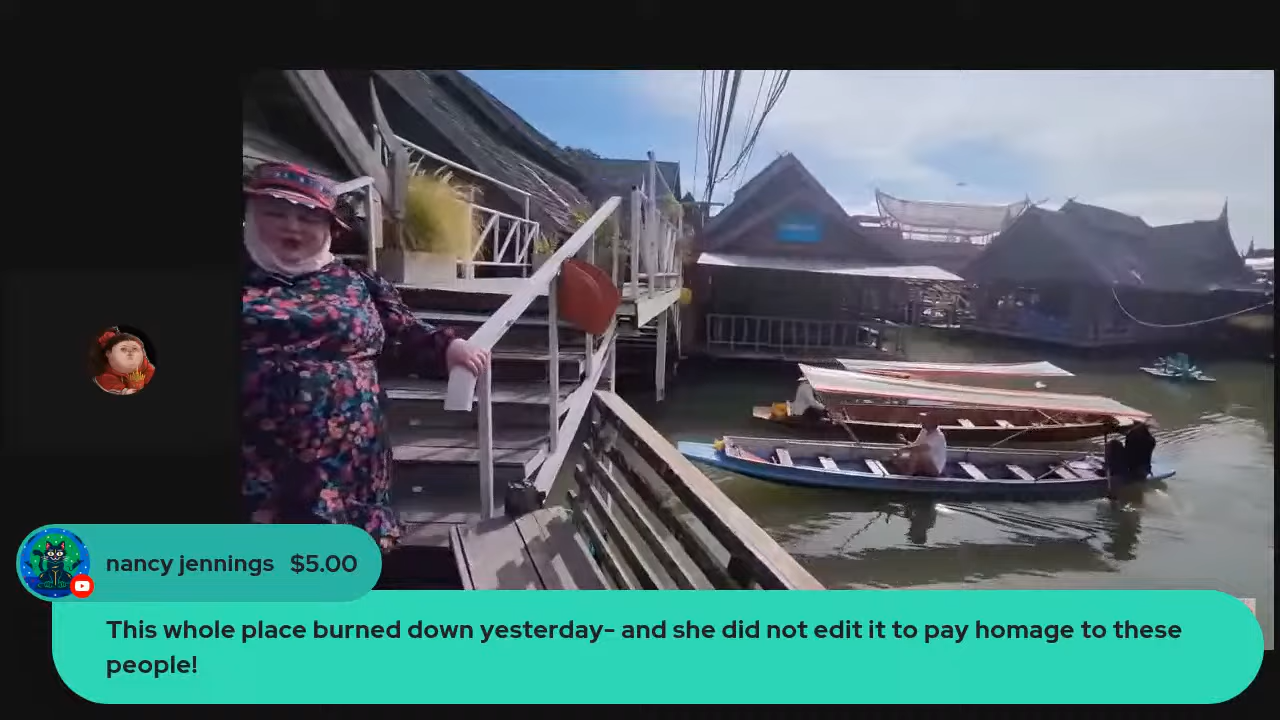 nancy jennings $5.00
This whole place burned down yesterday- and she did not edit it to pay homage to these
people!